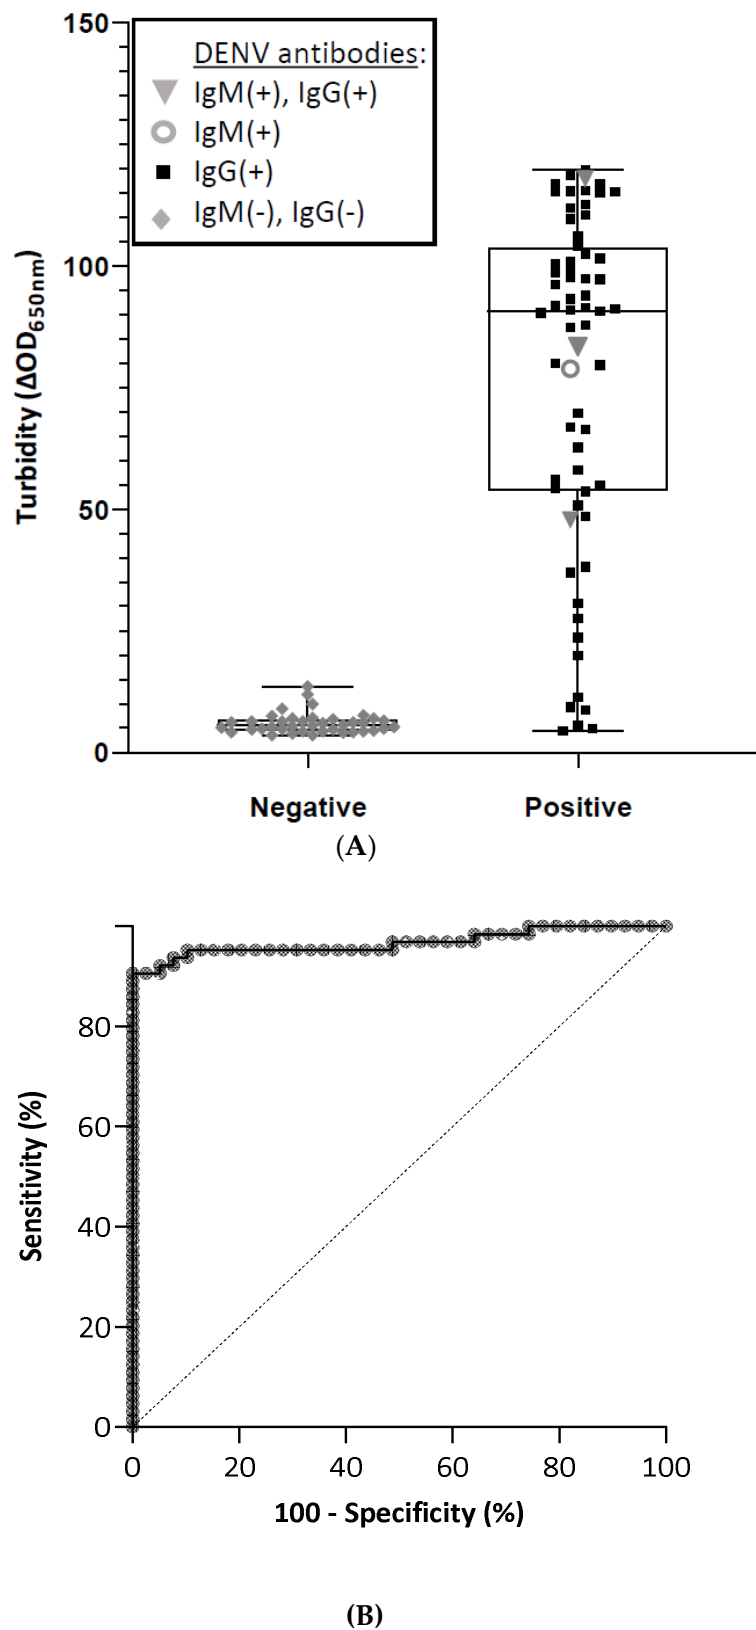 150
DENV antibodies:
IgM(+), IgG(+)
IgM(+)
IgG(+)
IgM(-), IgG(-)
100
50
0
Turbidity (ΔOD650nm)
Negative Positive
(A)
80
60
40
20
0
Sensitivity (%)
0 20 40 60 80 100
100 - Specificity (%)
(B)